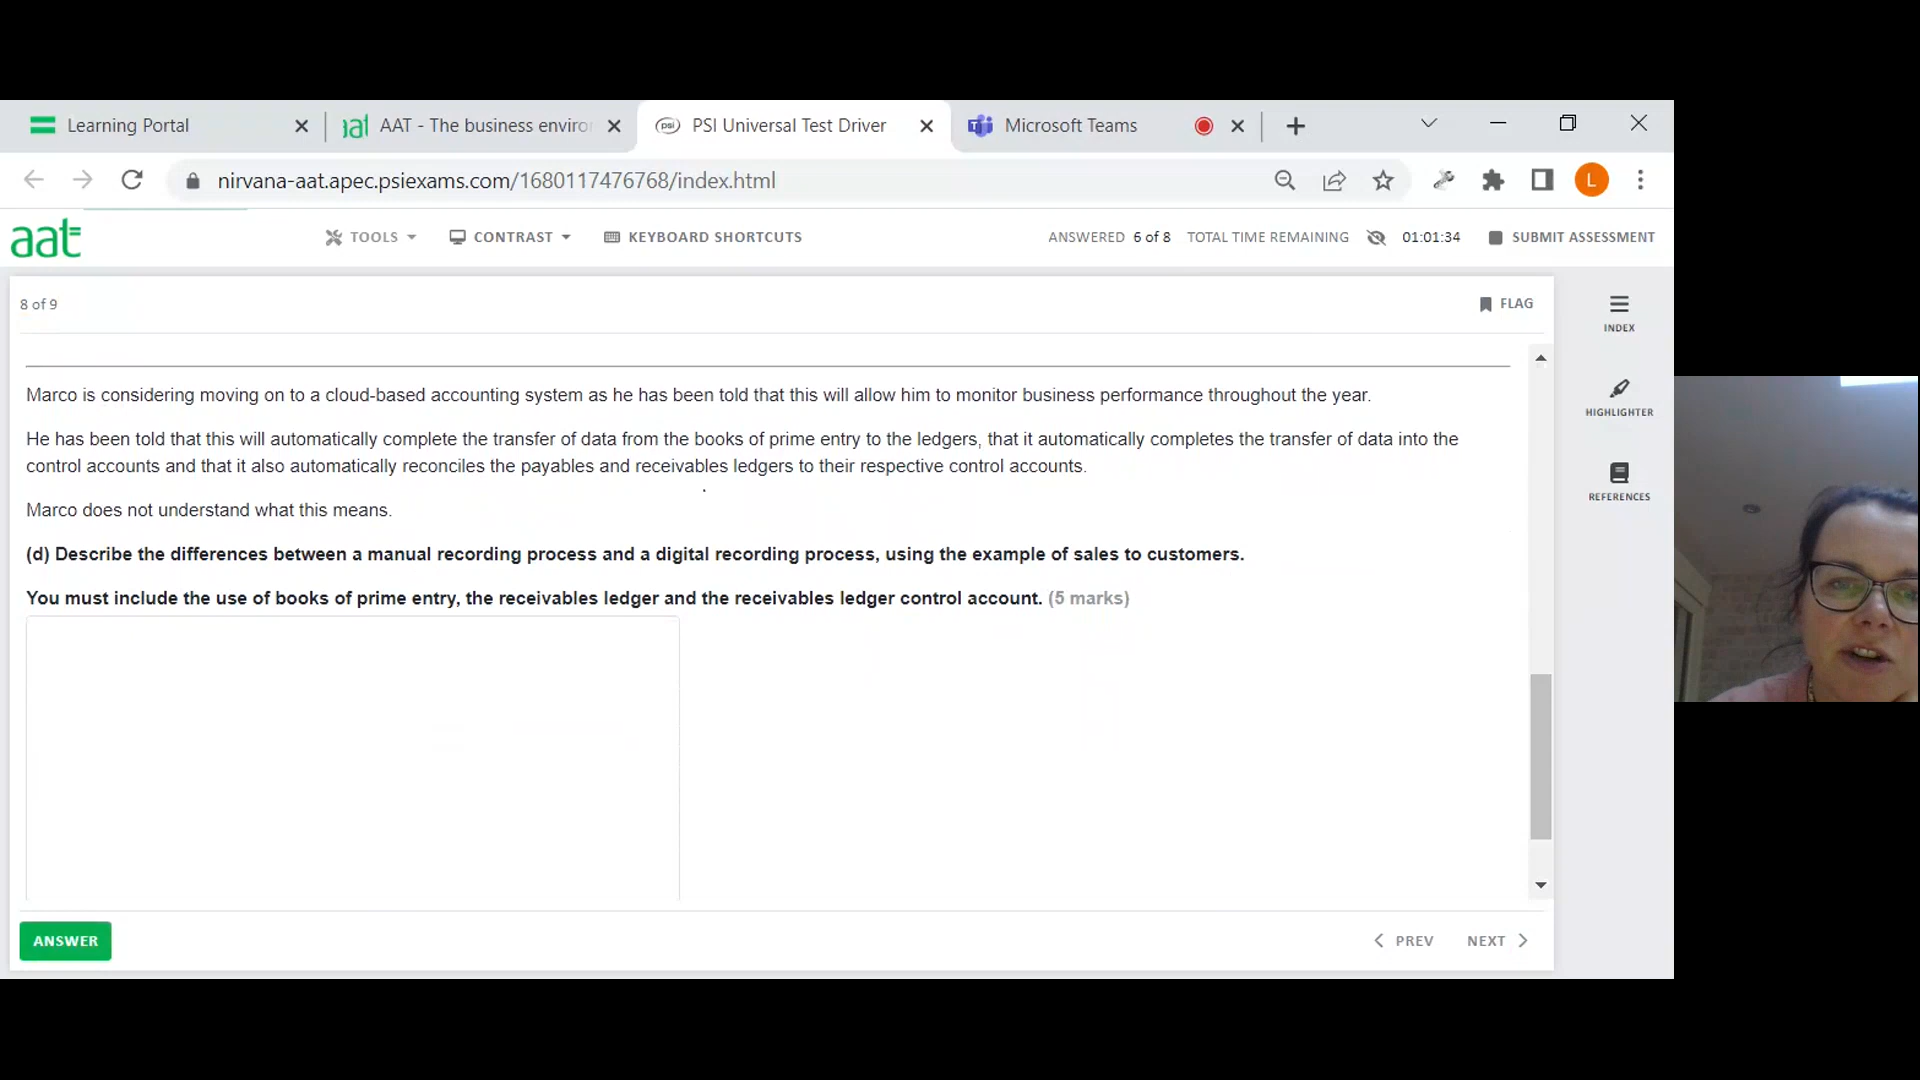 Learning Portal
AAT - The business enviro
psi PSI Universal Test Driver
Microsoft Teams
nirvana-aat.apec.psiexams.com/1680117476768/index.html
L
aat
TOOLS
CONTRAST
KEYBOARD SHORTCUTS
ANSWERED 6 of 8
TOTAL TIME REMAINING 01:01:34
SUBMIT ASSESSMENT
8 of 9
FLAG
INDEX
HIGHLIGHTER
REFERENCES
Marco is considering moving on to a cloud-based accounting system as he has been told that this will allow him to monitor business performance throughout the year.
He has been told that this will automatically complete the transfer of data from the books of prime entry to the ledgers, that it automatically completes the transfer of data into the
control accounts and that it also automatically reconciles the payables and receivables ledgers to their respective control accounts.
Marco does not understand what this means.
(d) Describe the differences between a manual recording process and a digital recording process, using the example of sales to customers.
You must include the use of books of prime entry, the receivables ledger and the receivables ledger control account. (5 marks)
ANSWER
PREV
NEXT